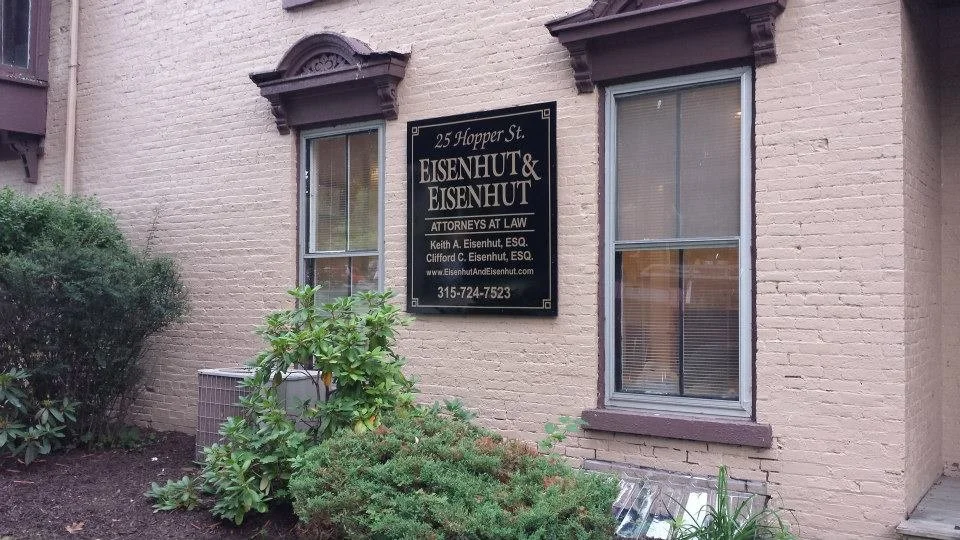 25 Hopper St.
EISENHUT &
EISENHUT
ATTORNEYS AT LAW
Keith A. Eisenhut, ESQ.
Clifford C. Eisenhut, ESQ.
www.EisenhutAndEisenhut.com
315-724-7523